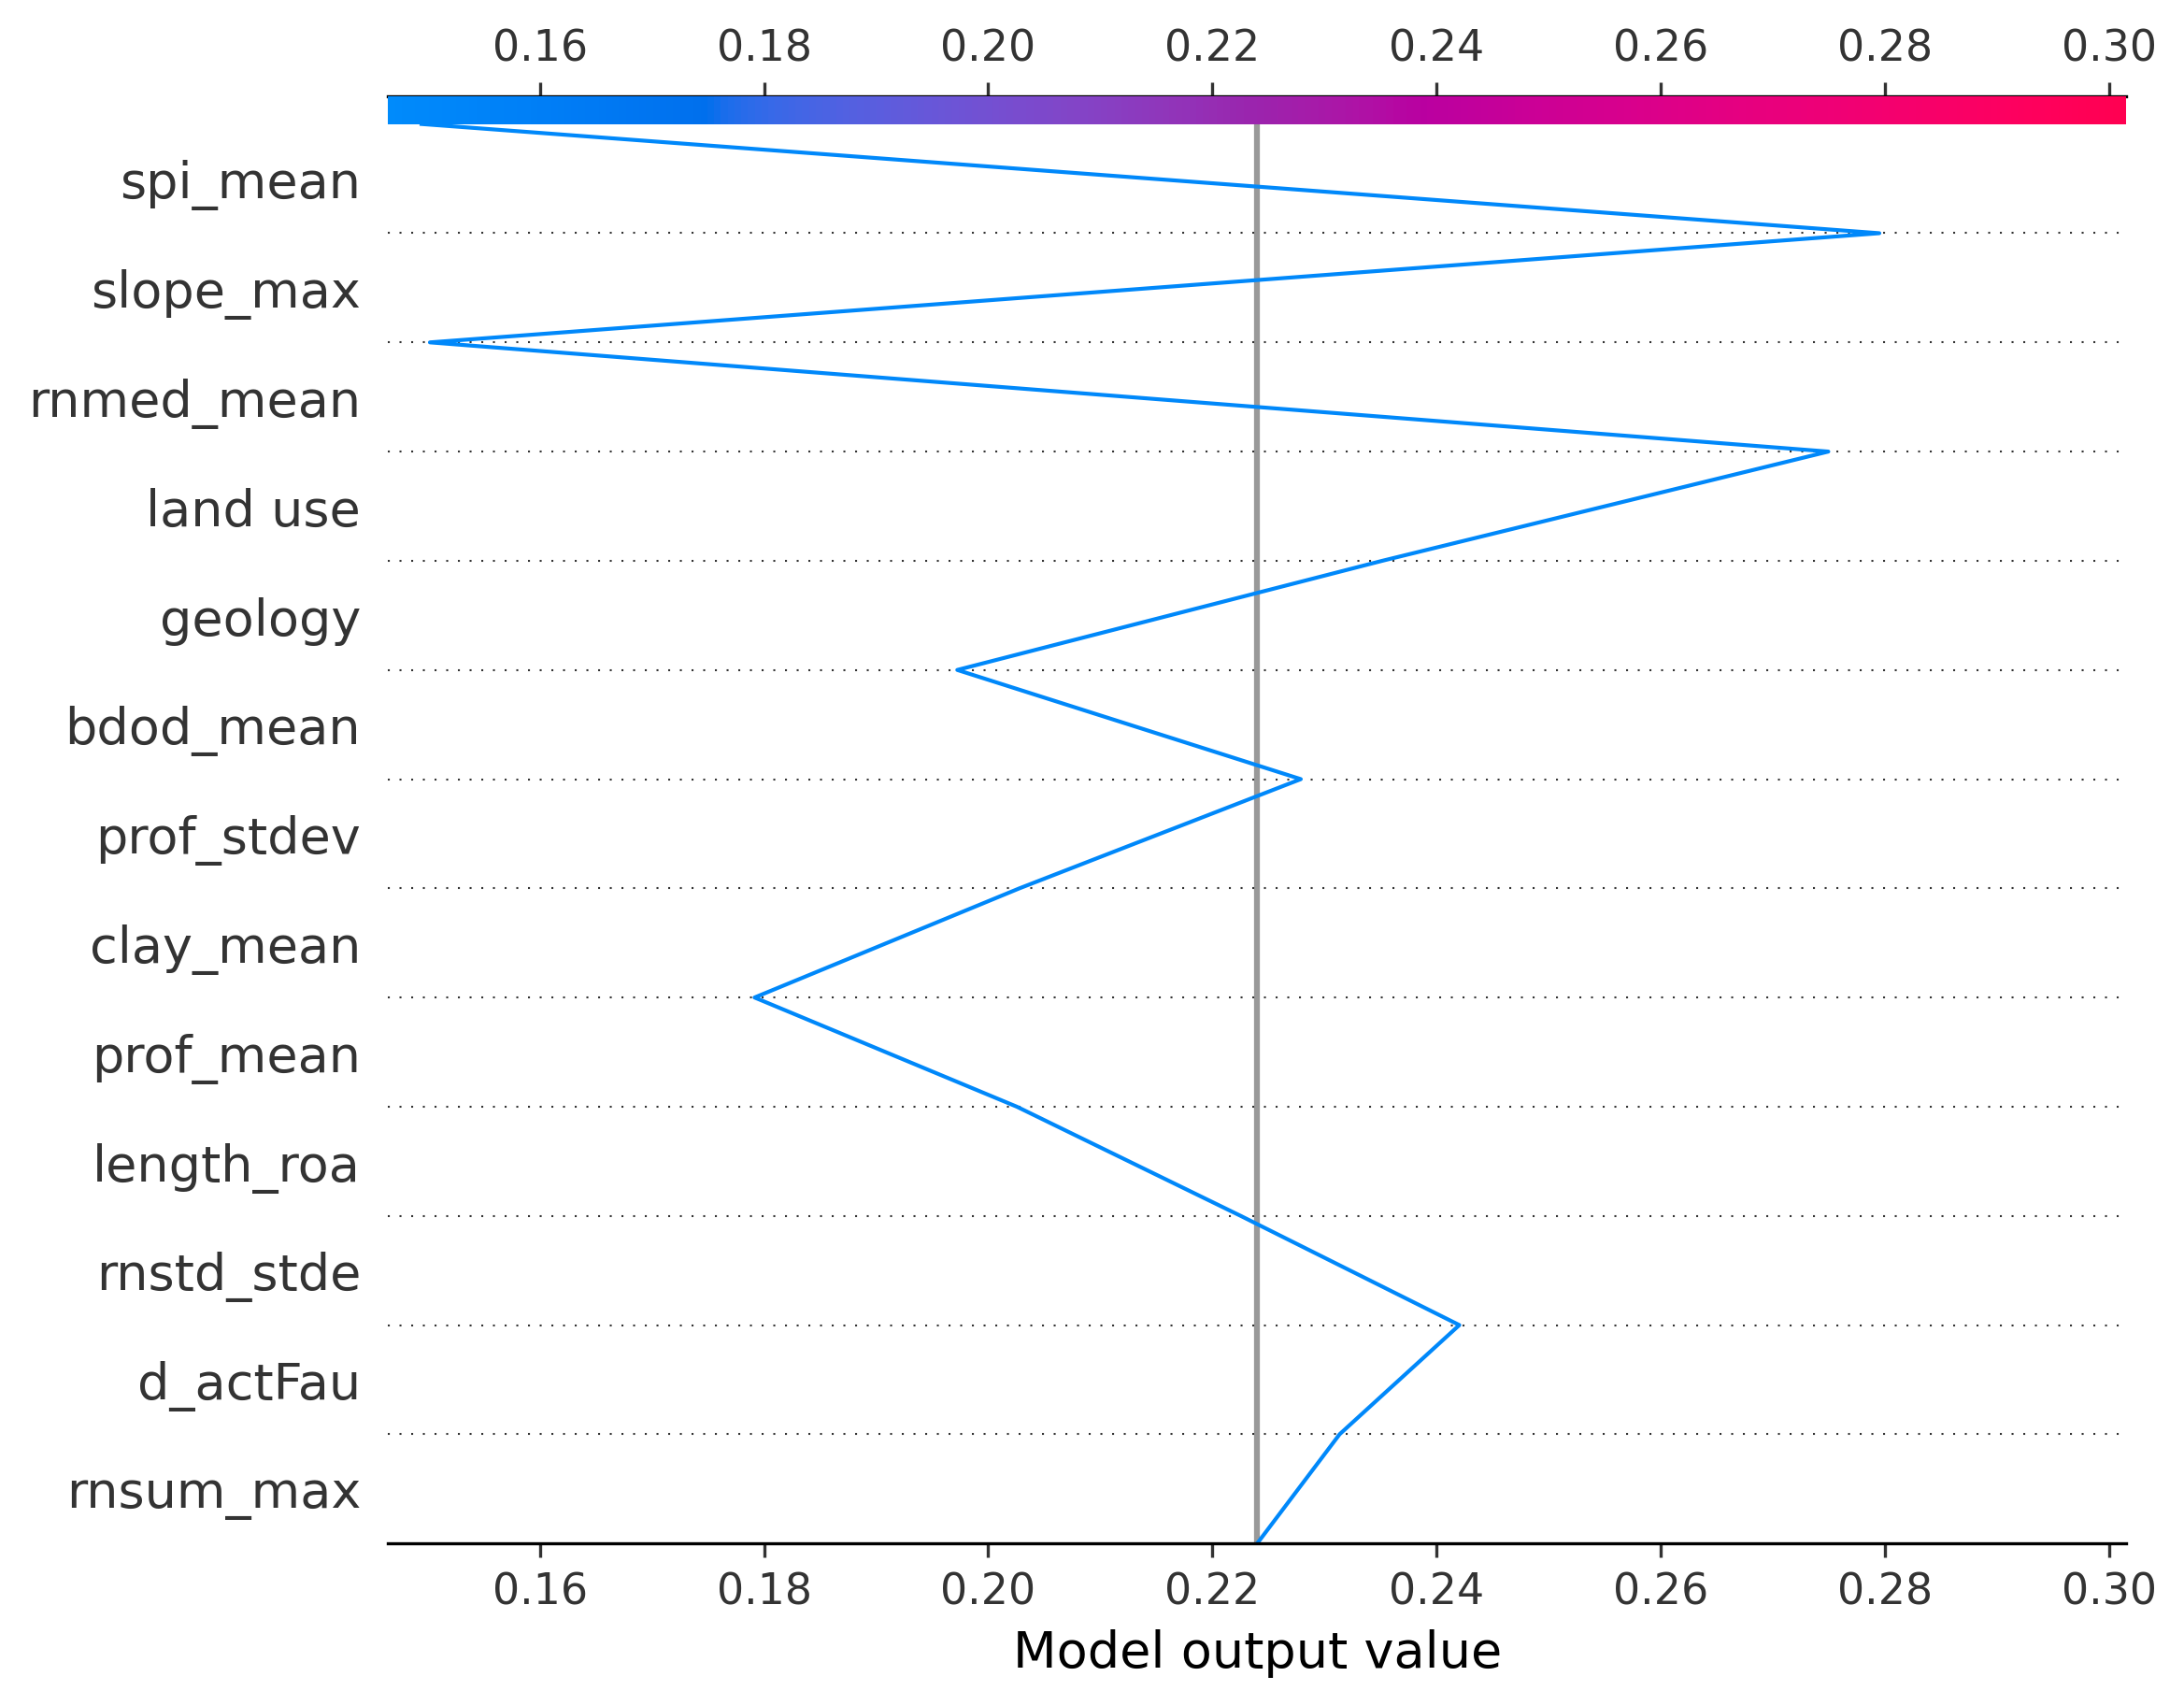 0.16 0.18 0.20 0.22 0.24 0.26 0.28 0.30
spi_mean
slope_max
rnmed_mean
land use
geology
bdod_mean
prof_stdev
clay_mean
prof_mean
length_roa
rnstd_stde
d_actFau
rnsum_max
0.16 0.18 0.20 0.22 0.24 0.26 0.28 0.30
Model output value